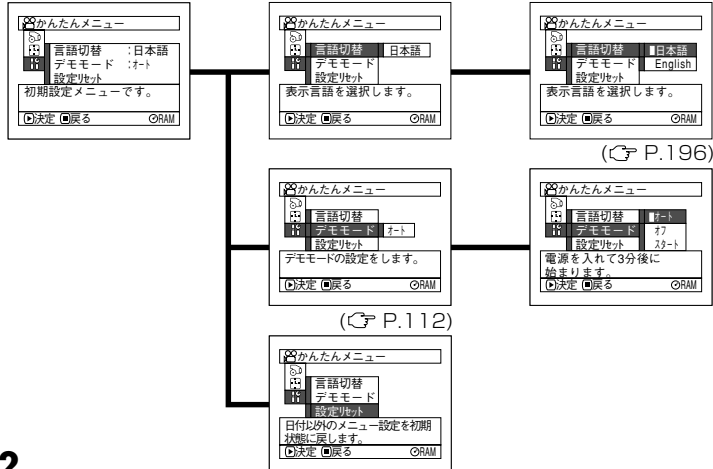 かんたんメニュー
言語切替 :日本語
デモモード :ｵｰﾄ
設定ﾘｾｯﾄ
初期設定メニューです。
決定 戻る RAM
かんたんメニュー
言語切替 日本語
デモモード
設定ﾘｾｯﾄ
表示言語を選択します。
決定 戻る RAM
かんたんメニュー
言語切替 日本語
デモモード English
設定ﾘｾｯﾄ
表示言語を選択します。
決定 戻る RAM
(☞ P.196)
かんたんメニュー
言語切替
デモモード ｵｰﾄ
設定ﾘｾｯﾄ
デモモードの設定をします。
決定 戻る RAM
(☞ P.112)
かんたんメニュー
言語切替 ｵｰﾄ
デモモード ｵﾌ
設定ﾘｾｯﾄ ｽﾀｰﾄ
電源を入れて3分後に
始まります。
決定 戻る RAM
かんたんメニュー
言語切替
デモモード
設定ﾘｾｯﾄ
日付以外のメニュー設定を初期
状態に戻します。
決定 戻る RAM